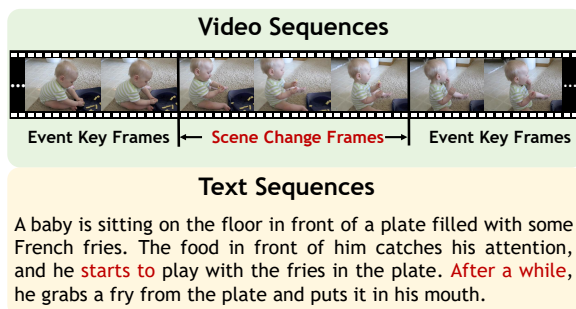 Video Sequences
Event Key Frames
Scene Change Frames
Event Key Frames
Text Sequences
A baby is sitting on the floor in front of a plate filled with some
French fries. The food in front of him catches his attention,
and he starts to play with the fries in the plate. After a while,
he grabs a fry from the plate and puts it in his mouth.